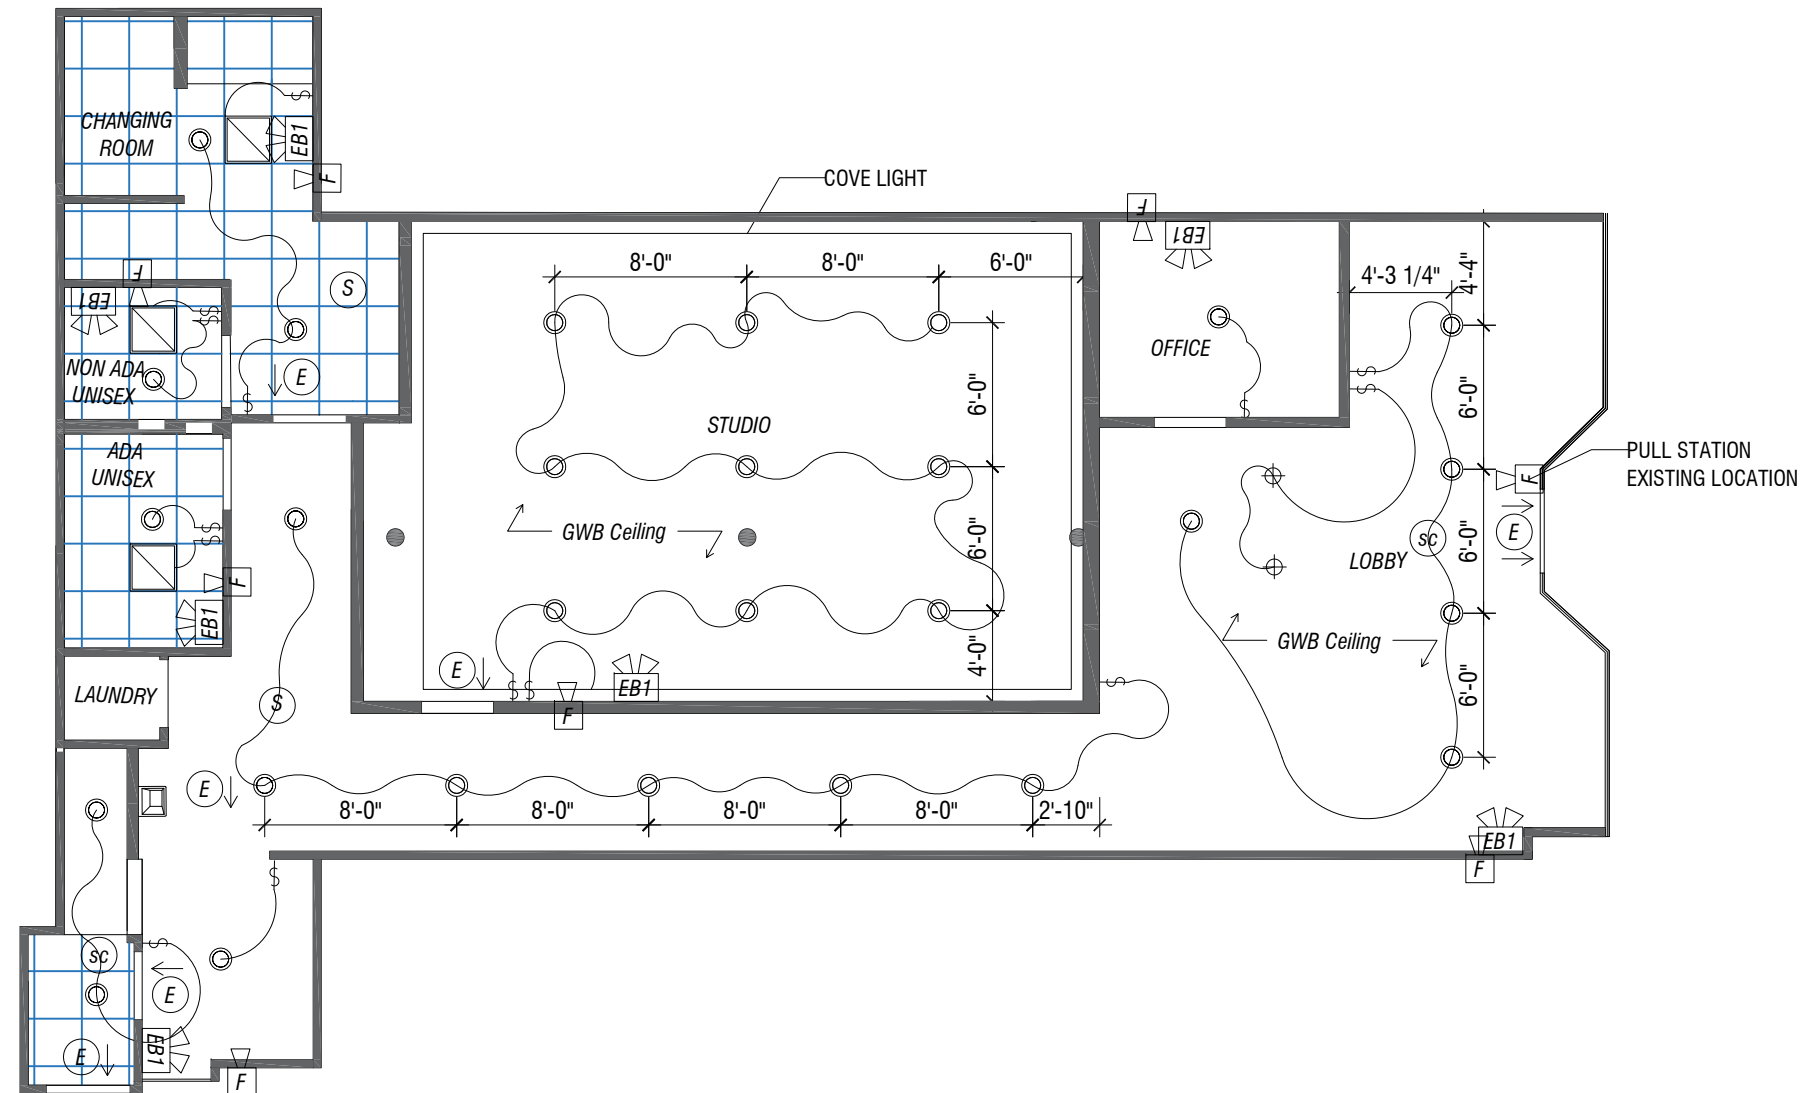 CHANGING
ROOM
$
EB1
F
COVE LIGHT
F
EB1
8'-0"
8'-0"
6'-0"
4'-3 1/4"
4'-4"
F
EB1
S
$
$
NON ADA
UNISEX
E
$
OFFICE
$
$
$
6'-0"
6'-0"
STUDIO
ADA
UNISEX
$
$
PULL STATION
EXISTING LOCATION
F
E
GWB Ceiling
6'-0"
6'-0"
SC
LOBBY
F
EB1
GWB Ceiling
4'-0"
6'-0"
E
$
$
EB1
F
$
LAUNDRY
S
E
8'-0"
8'-0"
8'-0"
8'-0"
2'-10"
EB1
F
$
SC
$
E
E
EB1
F